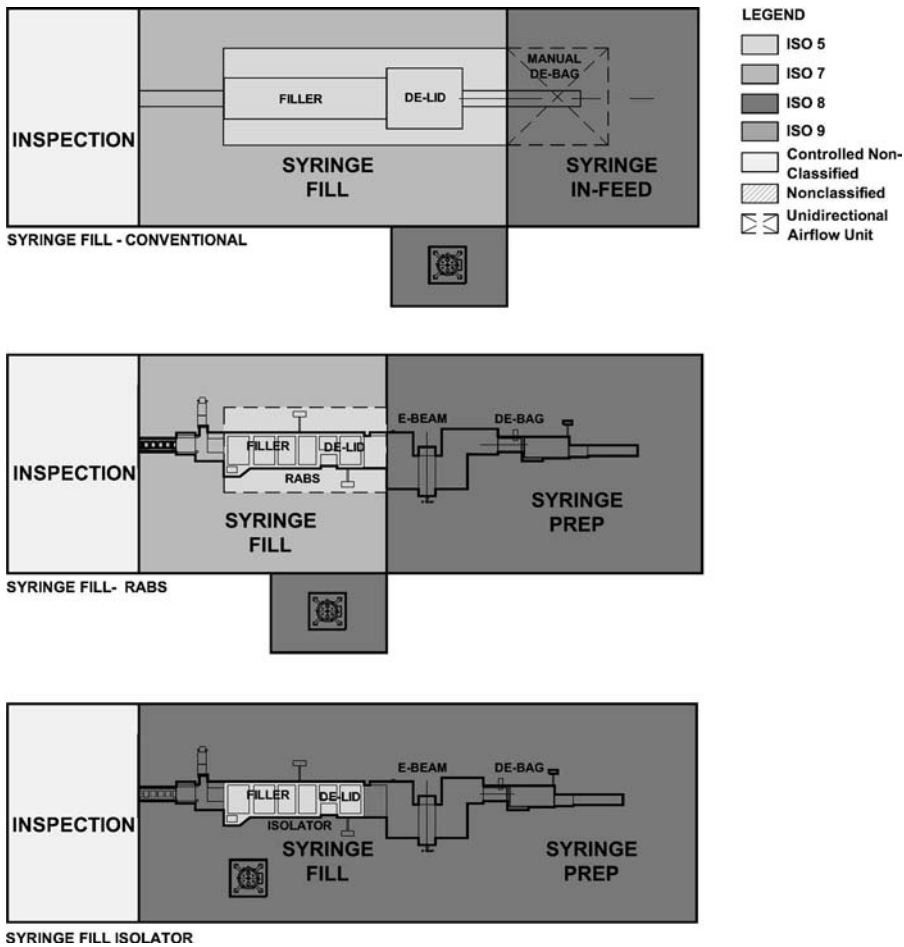 LEGEND
ISO 5
ISO 7
ISO 8
ISO 9
Controlled Non-
Classified
Nonclassified
Unidirectional
Airflow Unit
MANUAL
DE-BAG
FILLER
DE-LID
INSPECTION
SYRINGE
FILL
SYRINGE
IN-FEED
SYRINGE FILL - CONVENTIONAL
E-BEAM
DE-BAG
FILLER
DE-LID
RABS
INSPECTION
SYRINGE
FILL
SYRINGE
PREP
SYRINGE FILL- RABS
E-BEAM
DE-BAG
FILLER
DE-LID
ISOLATOR
INSPECTION
SYRINGE
FILL
SYRINGE
PREP
SYRINGE FILL ISOLATOR